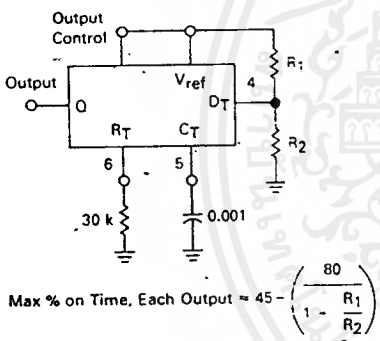 Output
Control
Output
Q
Vref
4
DT
R1
R2
RT
CT
6
5
30 k
0.001
Max % on Time, Each Output ≈ 45 - ( 80 / 1 - R1 / R2 )